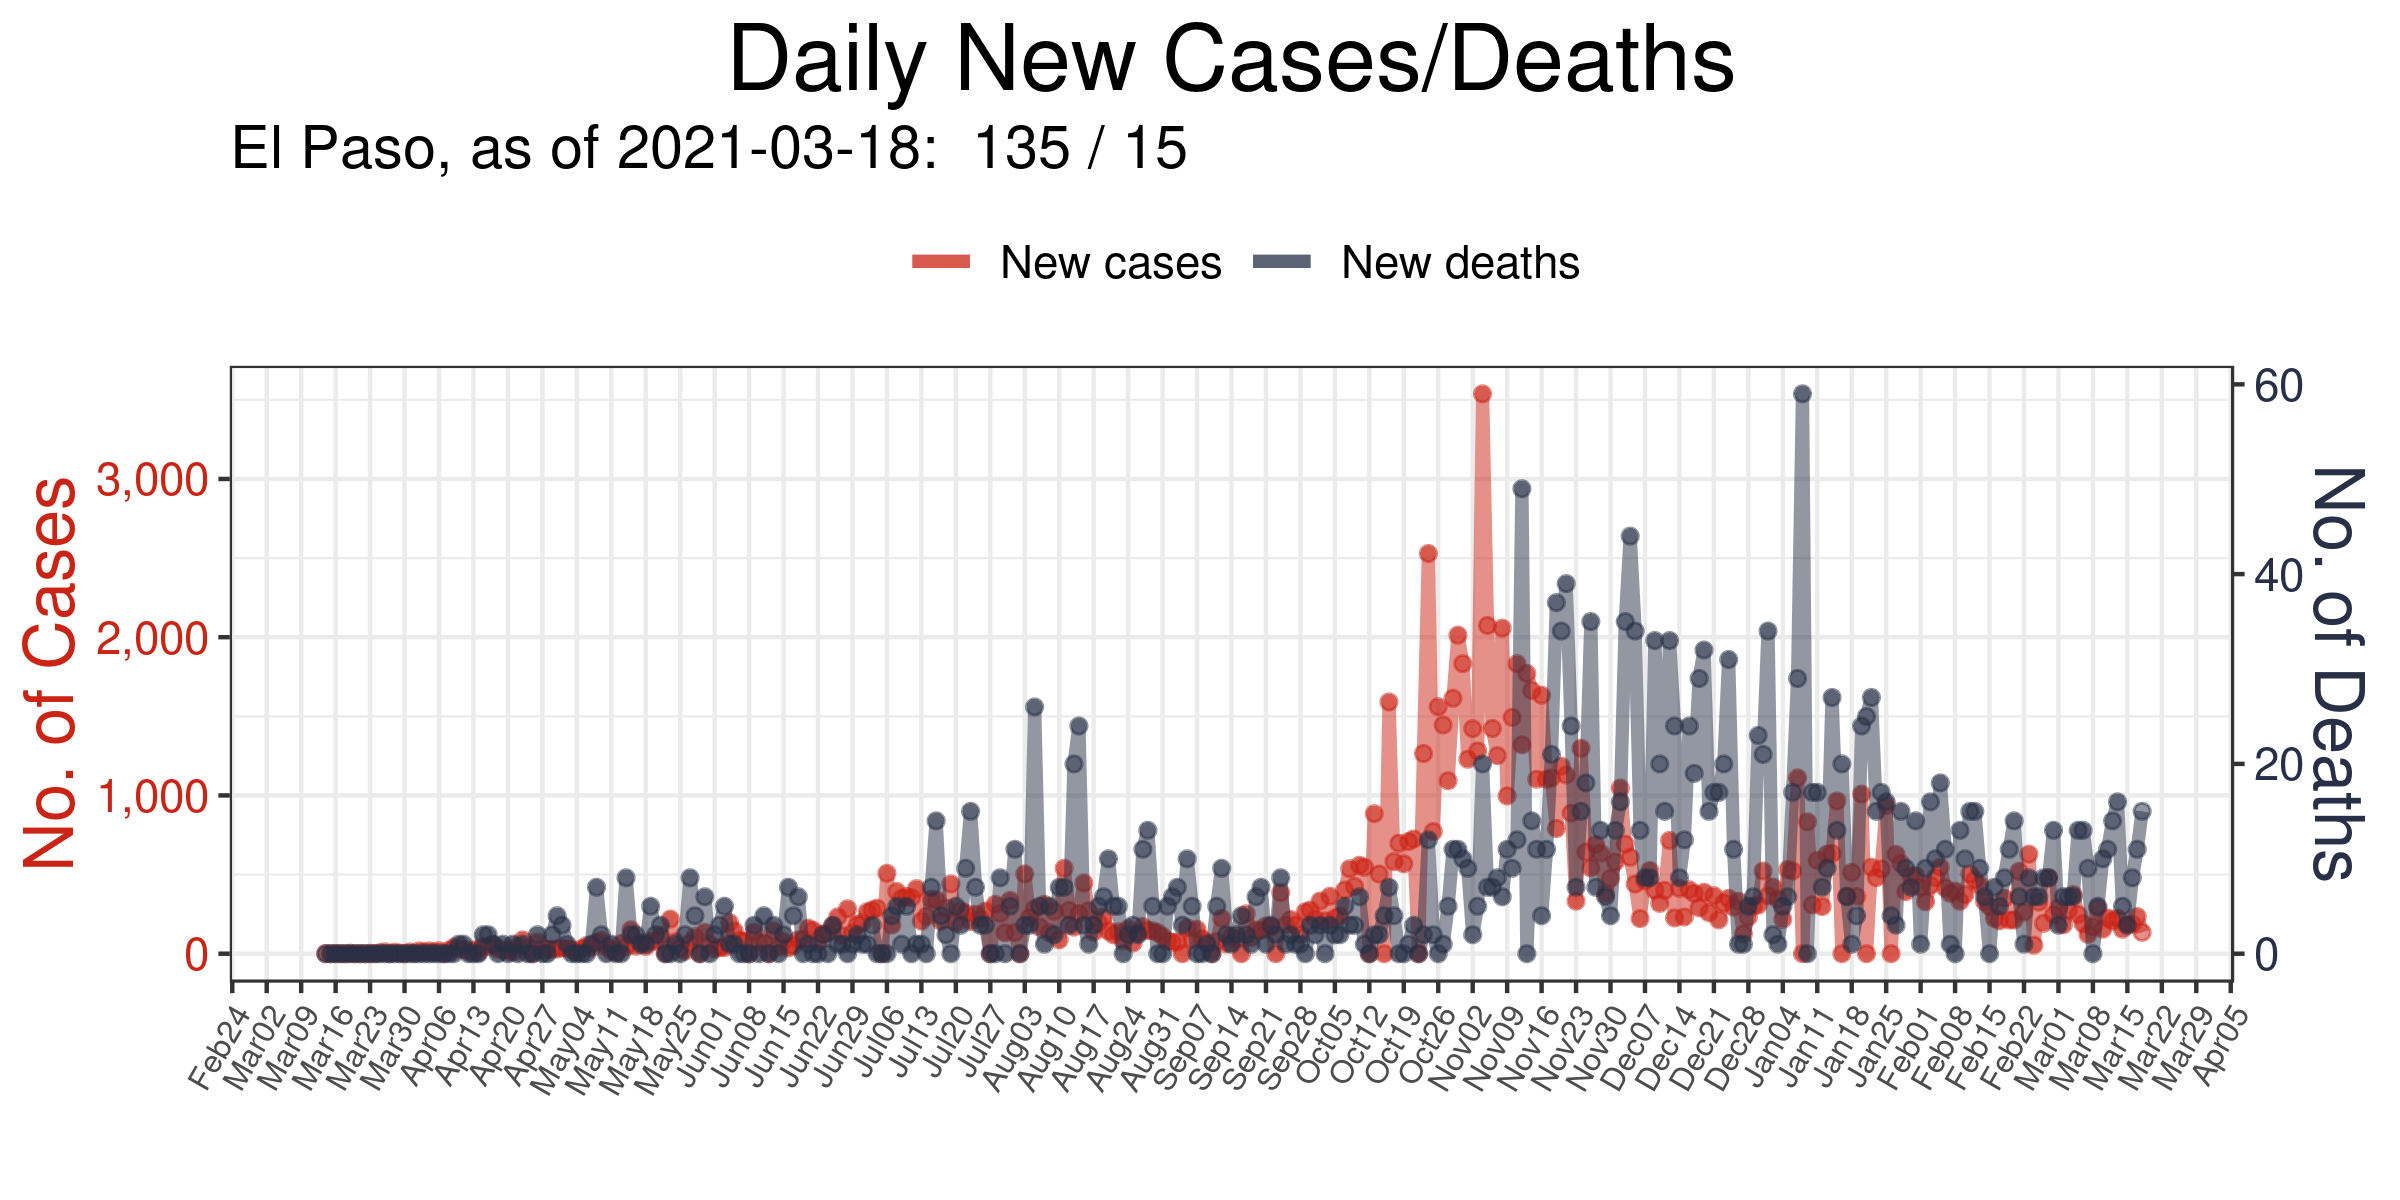 Daily New Cases/Deaths
El Paso, as of 2021-03-18:  135 / 15
New cases
New deaths
No. of Cases
3,000
2,000
1,000
0
60
40
20
0
No. of Deaths
Feb24
Mar02
Mar09
Mar16
Mar23
Mar30
Apr06
Apr13
Apr20
Apr27
May04
May11
May18
May25
Jun01
Jun08
Jun15
Jun22
Jun29
Jul06
Jul13
Jul20
Jul27
Aug03
Aug10
Aug17
Aug24
Aug31
Sep07
Sep14
Sep21
Sep28
Oct05
Oct12
Oct19
Oct26
Nov02
Nov09
Nov16
Nov23
Nov30
Dec07
Dec14
Dec21
Dec28
Dec04
Jan11
Jan18
Jan25
Feb01
Feb08
Feb15
Feb22
Mar01
Mar08
Mar15
Mar22
Mar29
Apr05